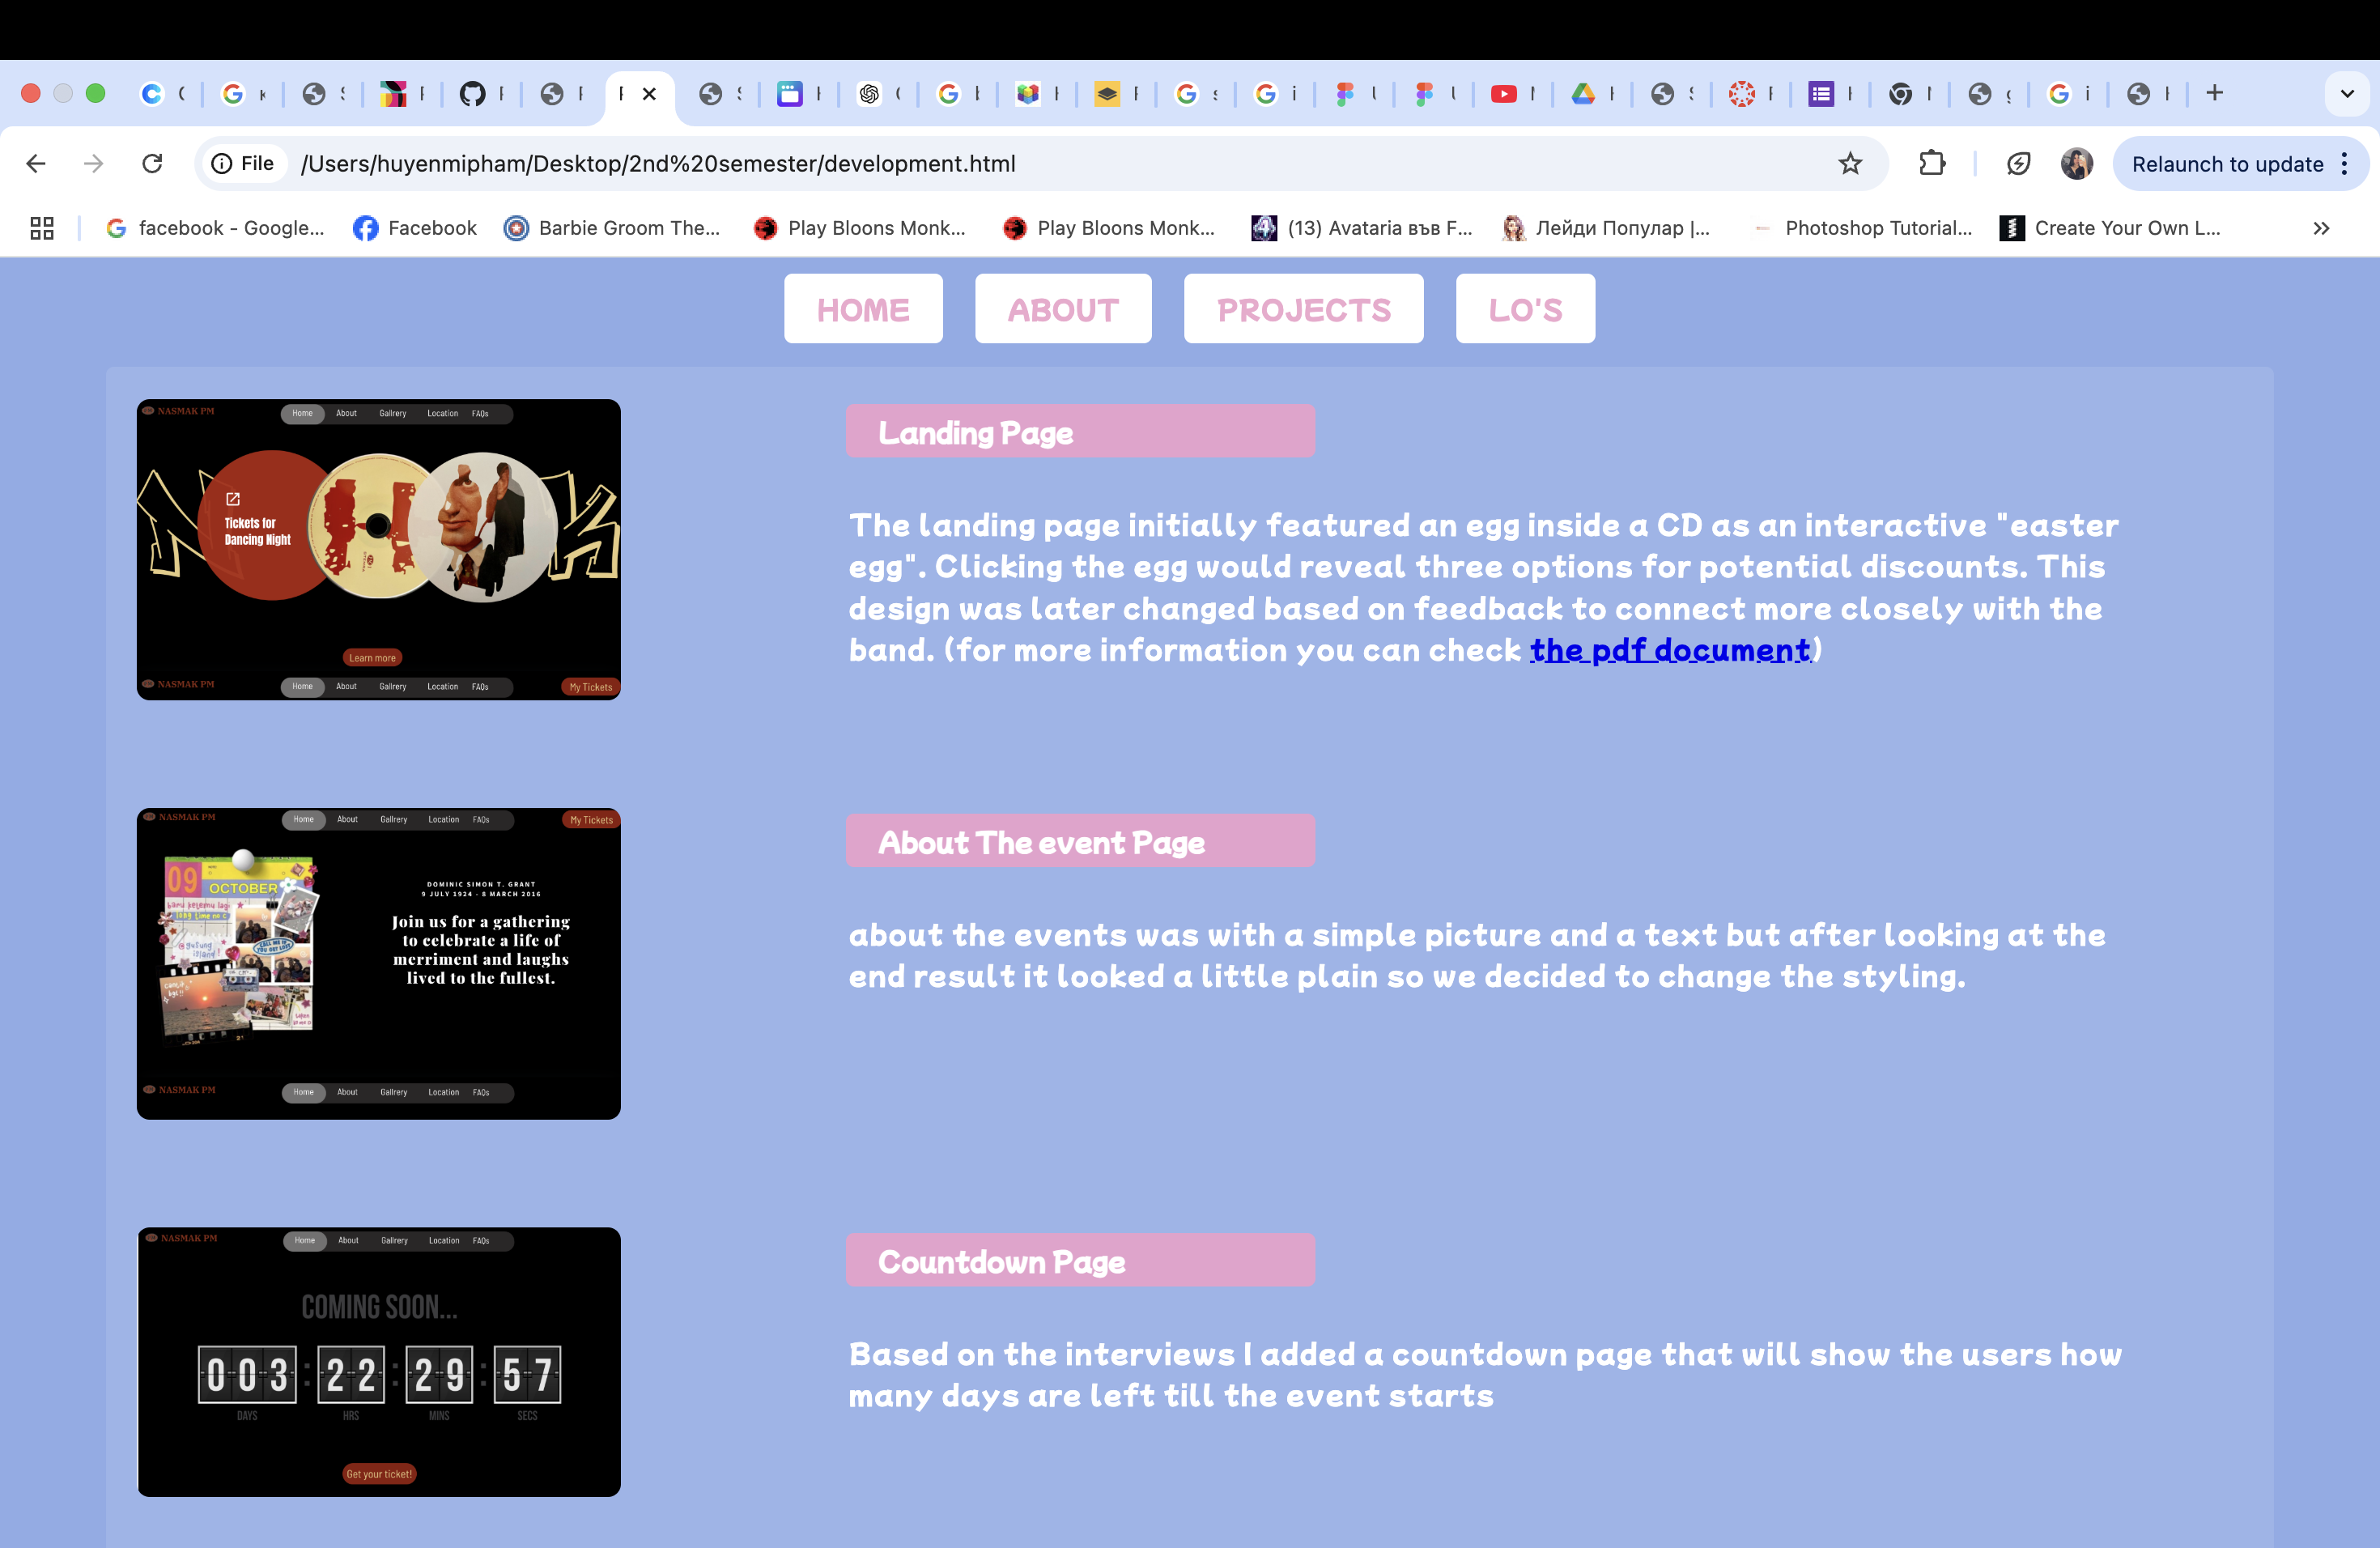 File
/Users/huyenmipham/Desktop/2nd%20semester/development.html
Relaunch to update
facebook - Google...
Facebook
Barbie Groom The...
Play Bloons Monk...
Play Bloons Monk...
(13) Avataria във F...
Лейди Популар |...
Photoshop Tutorial...
Create Your Own L...
HOME
ABOUT
PROJECTS
LO'S
NASMAK PM
Home About Gallrery Location FAQs
Tickets for
Dancing Night
Learn more
NASMAK PM
Home About Gallrery Location FAQs
My Tickets
Landing Page
The landing page initially featured an egg inside a CD as an interactive "easter
egg". Clicking the egg would reveal three options for potential discounts. This
design was later changed based on feedback to connect more closely with the
band. (for more information you can check the pdf document)
NASMAK PM
Home About Gallrery Location FAQs
My Tickets
09
OCTOBER
DOMINIC SIMON T. GRANT
9 JULY 1924 - 8 MARCH 2016
Join us for a gathering
to celebrate a life of
merriment and laughs
lived to the fullest.
NASMAK PM
Home About Gallrery Location FAQs
About The event Page
about the events was with a simple picture and a text but after looking at the
end result it looked a little plain so we decided to change the styling.
NASMAK PM
Home About Gallrery Location FAQs
COMING SOON...
003 : 22 : 29 : 57
DAYS HRS MINS SECS
Get your ticket!
Countdown Page
Based on the interviews I added a countdown page that will show the users how
many days are left till the event starts